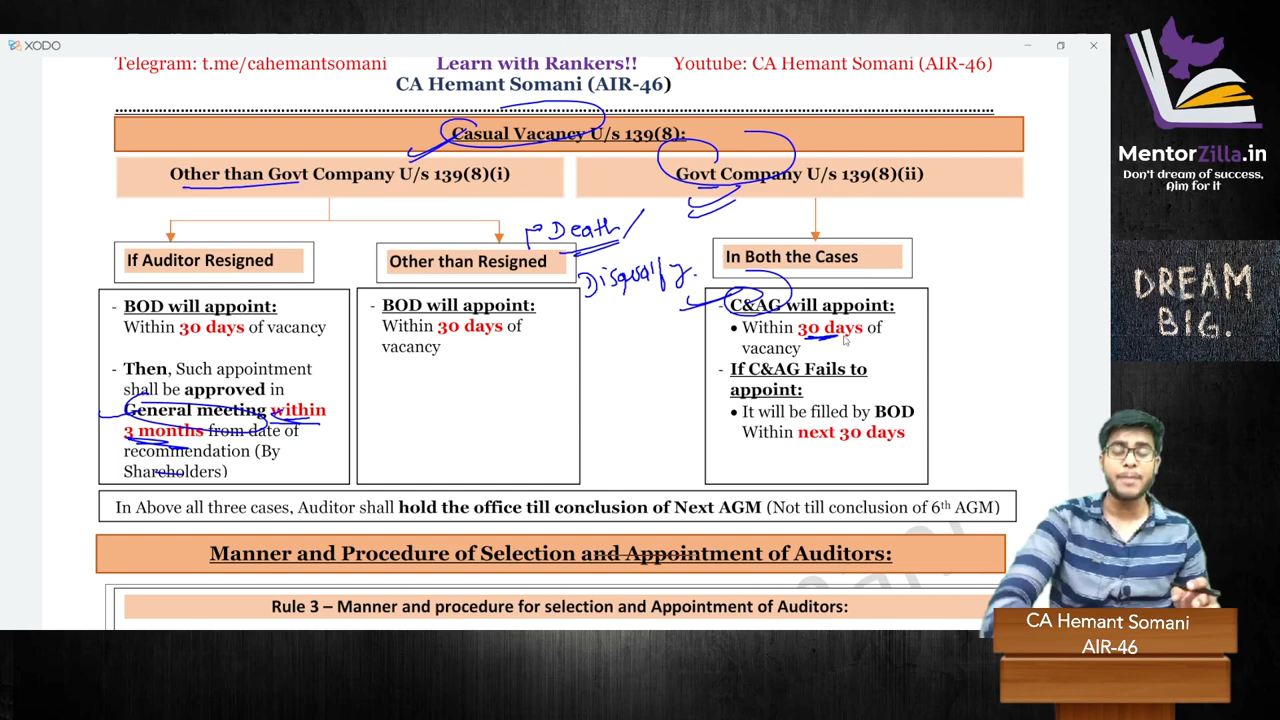 XODO
Telegram: t.me/cahemantsomani Learn with Rankers!! Youtube: CA Hemant Somani (AIR-46)
CA Hemant Somani (AIR-46)
Casual Vacancy U/s 139(8):
Other than Govt Company U/s 139(8)(i)
Govt Company U/s 139(8)(ii)
Death
Disqualify.
If Auditor Resigned
Other than Resigned
In Both the Cases
- BOD will appoint:
Within 30 days of vacancy
- Then, Such appointment
shall be approved in
General meeting within
3 months from date of
recommendation (By
Shareholders)
- BOD will appoint:
Within 30 days of
vacancy
- C&AG will appoint:
• Within 30 days of
vacancy
- If C&AG Fails to
appoint:
• It will be filled by BOD
Within next 30 days
In Above all three cases, Auditor shall hold the office till conclusion of Next AGM (Not till conclusion of 6th AGM)
Manner and Procedure of Selection and Appointment of Auditors:
Rule 3 – Manner and procedure for selection and Appointment of Auditors:
MentorZilla.in
Don't dream of success,
Aim for it
DREAM
BIG.
CA Hemant Somani
AIR-46